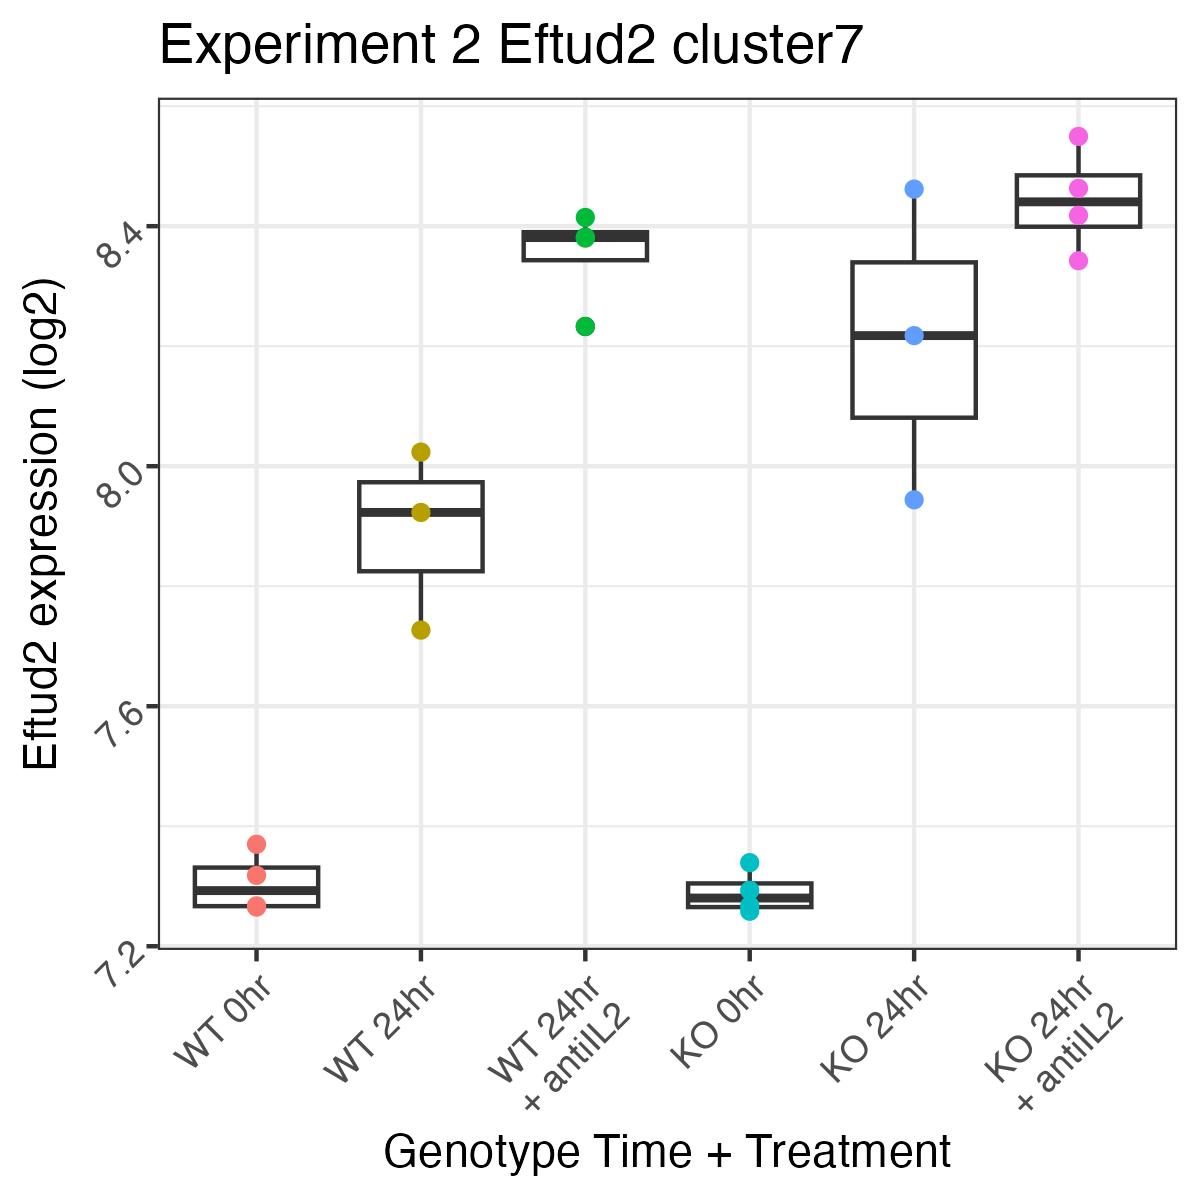 Experiment 2 Eftud2 cluster7
Eftud2 expression (log2)
8.4
8.0
7.6
7.2
WT 0hr
WT 24hr
WT 24hr
+ antiIL2
KO 0hr
KO 24hr
KO 24hr
+ antiIL2
Genotype Time + Treatment